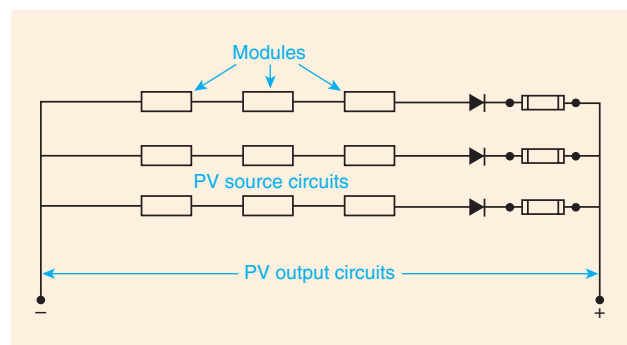 Modules
PV source circuits
PV output circuits
− +